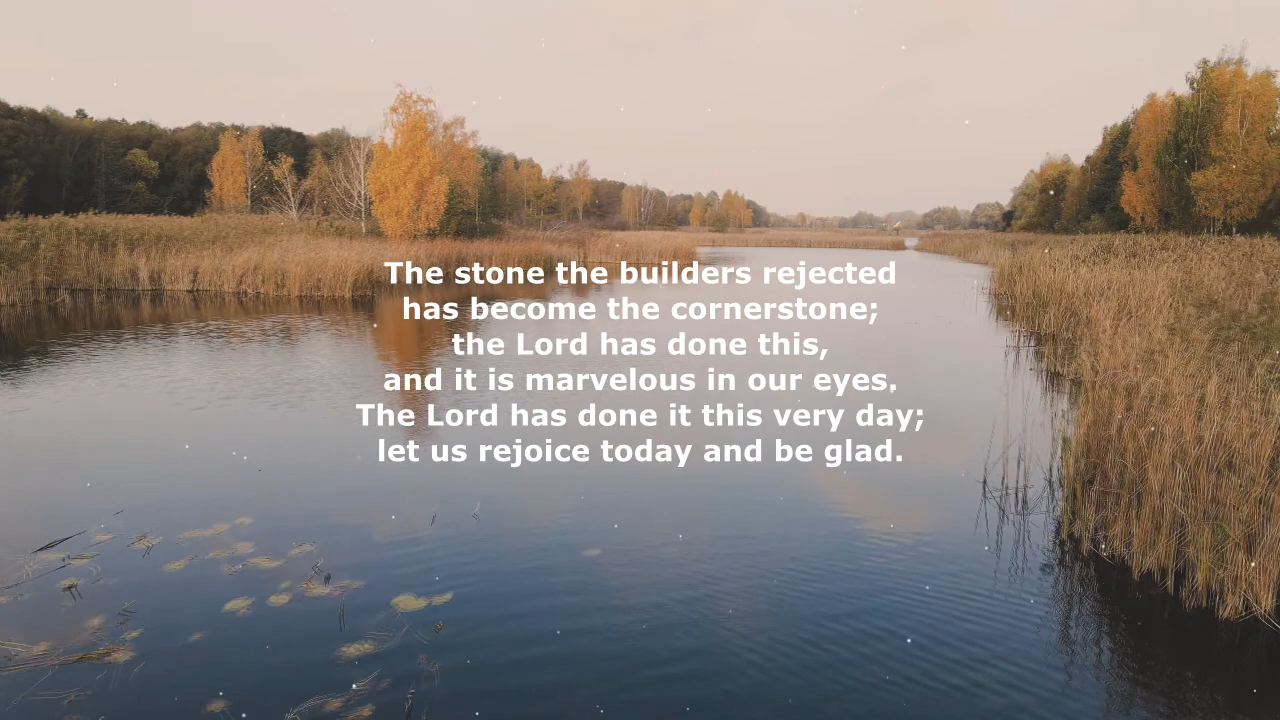 The stone the builders rejected
has become the cornerstone;
the Lord has done this,
and it is marvelous in our eyes.
The Lord has done it this very day;
let us rejoice today and be glad.